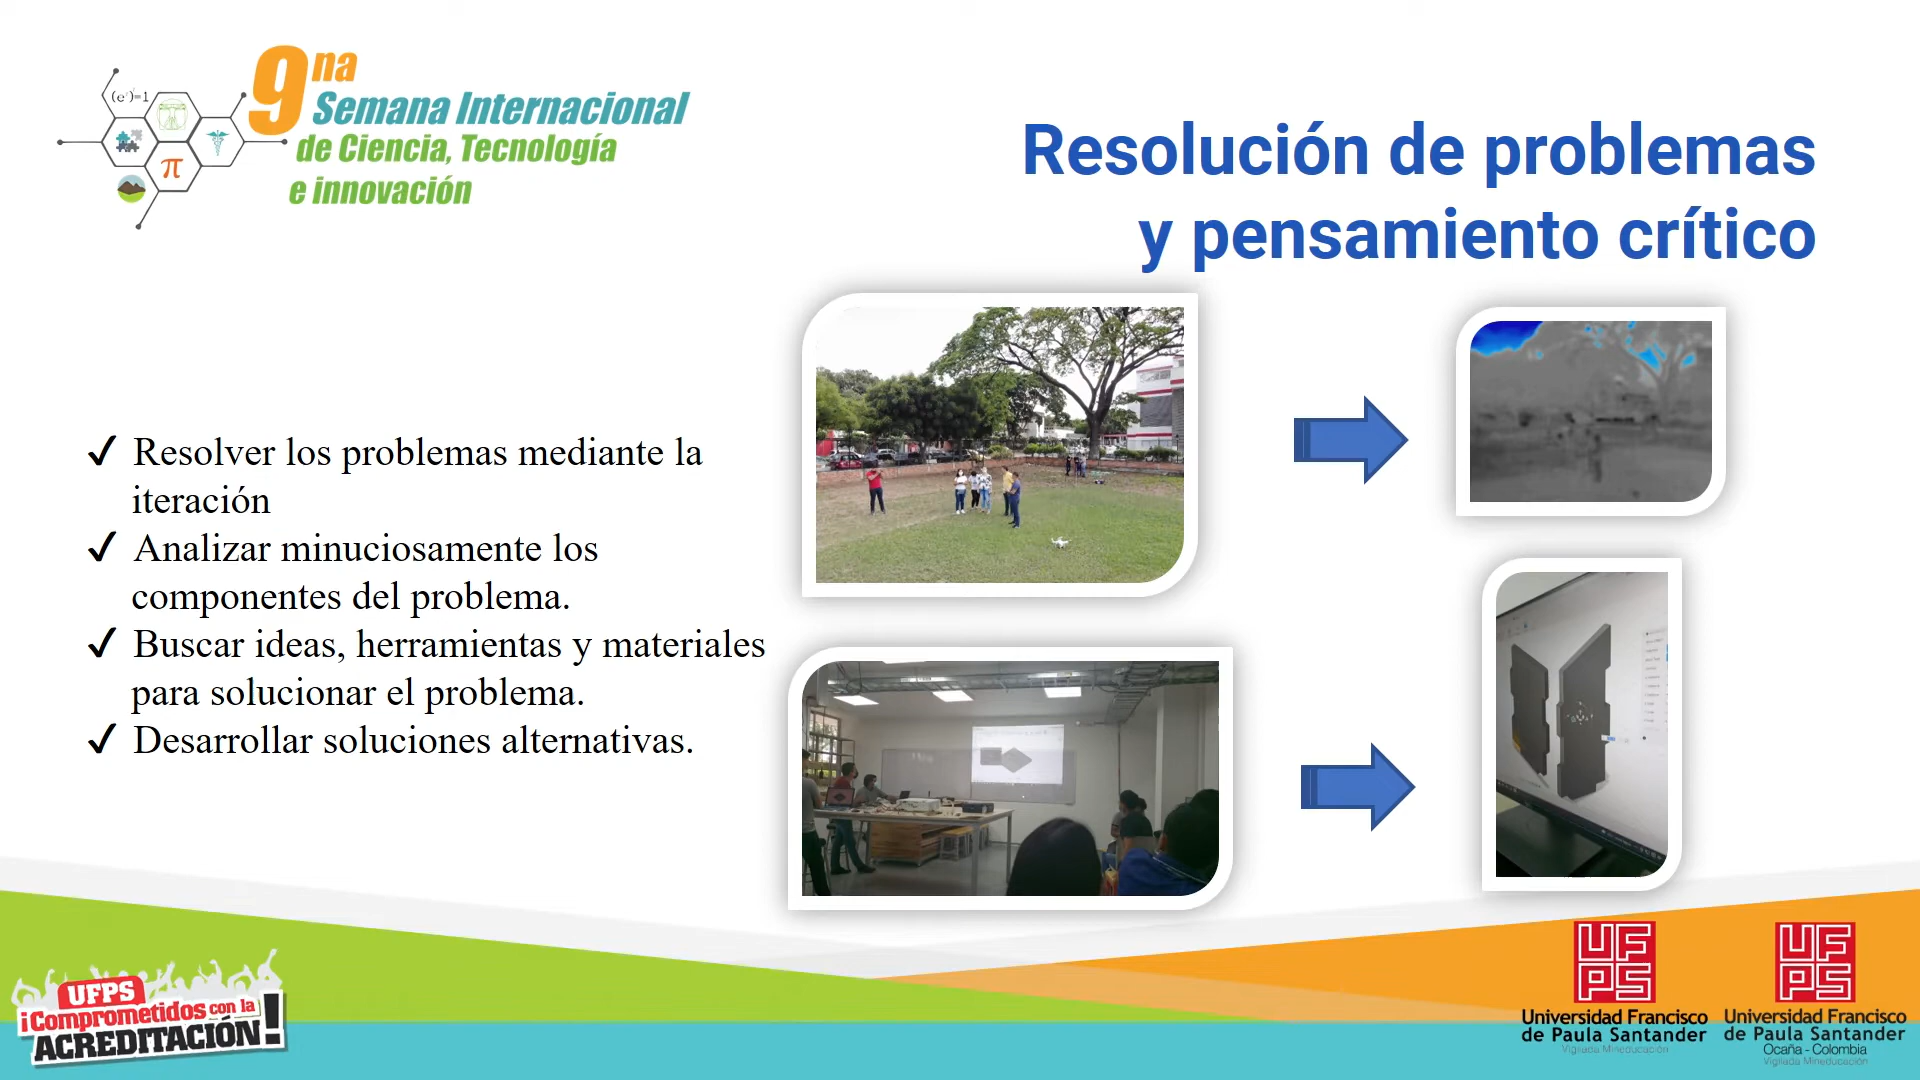 (e^)=1
π
9na
Semana Internacional
de Ciencia, Tecnología
e innovación
Resolución de problemas
y pensamiento crítico
✓ Resolver los problemas mediante la
iteración
✓ Analizar minuciosamente los
componentes del problema.
✓ Buscar ideas, herramientas y materiales
para solucionar el problema.
✓ Desarrollar soluciones alternativas.
UFPS
¡Comprometidos con la
ACREDITACIÓN!
UFPS
Universidad Francisco
de Paula Santander
Vigilada Mineducación
UFPS
Universidad Francisco
de Paula Santander
Ocaña - Colombia
Vigilada Mineducación